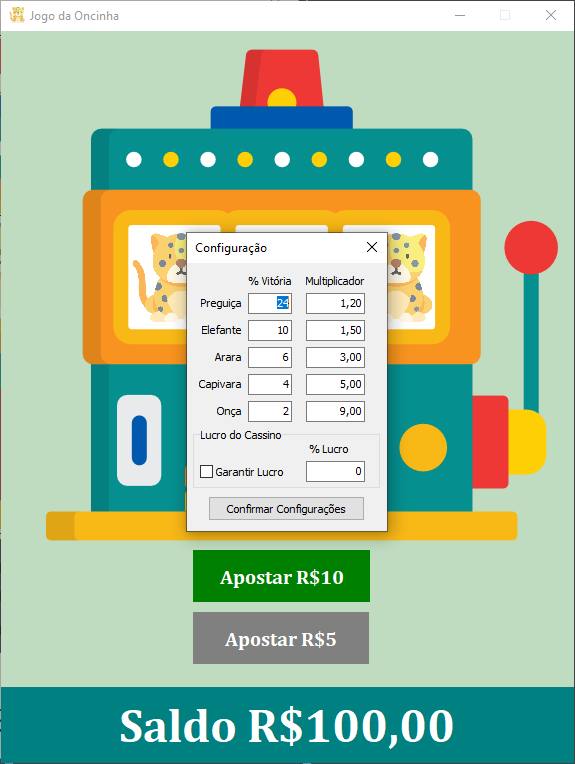 Jogo da Oncinha
Configuração
% Vitória Multiplicador
Preguiça 24 1,20
Elefante 10 1,50
Arara 6 3,00
Capivara 4 5,00
Onça 2 9,00
Lucro do Cassino
% Lucro
Garantir Lucro 0
Confirmar Configurações
Apostar R$10
Apostar R$5
Saldo R$100,00